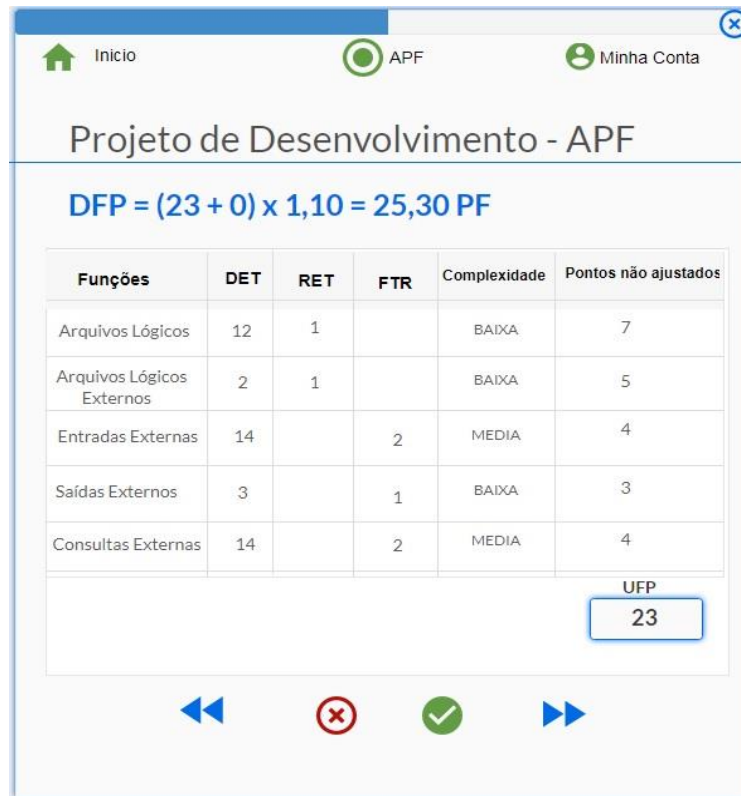 Inicio APF Minha Conta
Projeto de Desenvolvimento - APF
DFP = (23 + 0) x 1,10 = 25,30 PF
Funções DET RET FTR Complexidade Pontos não ajustados
Arquivos Lógicos 12 1 BAIXA 7
Arquivos Lógicos
Externos 2 1 BAIXA 5
Entradas Externas 14 2 MEDIA 4
Saídas Externos 3 1 BAIXA 3
Consultas Externas 14 2 MEDIA 4
UFP
23